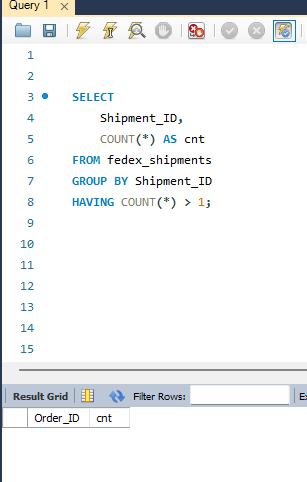 Query 1
1
2
3 SELECT
4 Shipment_ID,
5 COUNT(*) AS cnt
6 FROM fedex_shipments
7 GROUP BY Shipment_ID
8 HAVING COUNT(*) > 1;
9
10
11
12
13
14
15
Result Grid Filter Rows: Ex
Order_ID cnt